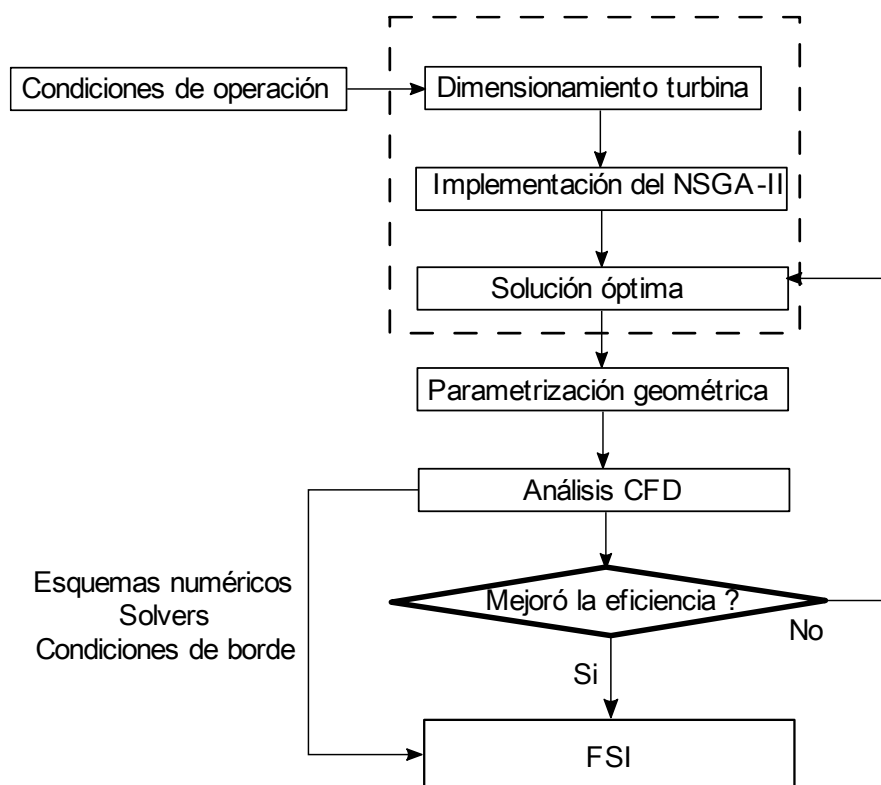 Condiciones de operación
Dimensionamiento turbina
Implementación del NSGA-II
Solución óptima
Parametrización geométrica
Análisis CFD
Esquemas numéricos
Solvers
Condiciones de borde
Mejoró la eficiencia ?
No
Si
FSI